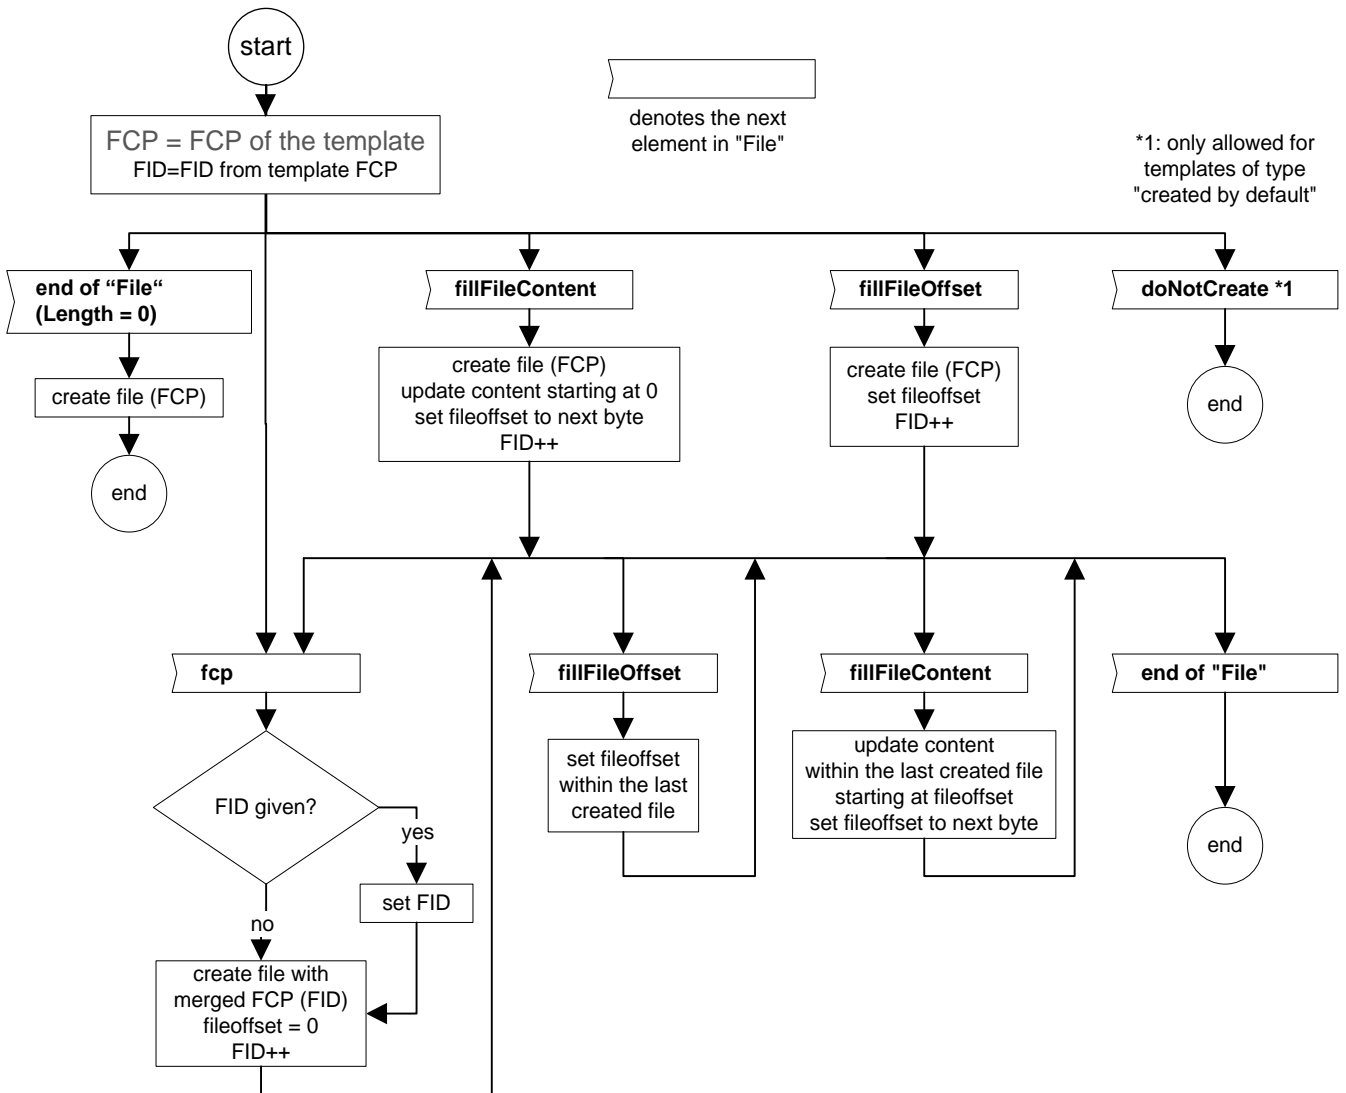 start
denotes the next
element in "File"
FCP = FCP of the template
FID=FID from template FCP
*1: only allowed for
templates of type
"created by default"
end of “File“
(Length = 0)
fillFileContent
fillFileOffset
doNotCreate *1
create file (FCP)
create file (FCP)
update content starting at 0
set fileoffset to next byte
FID++
create file (FCP)
set fileoffset
FID++
end
end
fcp
fillFileOffset
fillFileContent
end of "File"
FID given?
yes
no
set FID
set fileoffset
within the last
created file
update content
within the last created file
starting at fileoffset
set fileoffset to next byte
end
create file with
merged FCP (FID)
fileoffset = 0
FID++